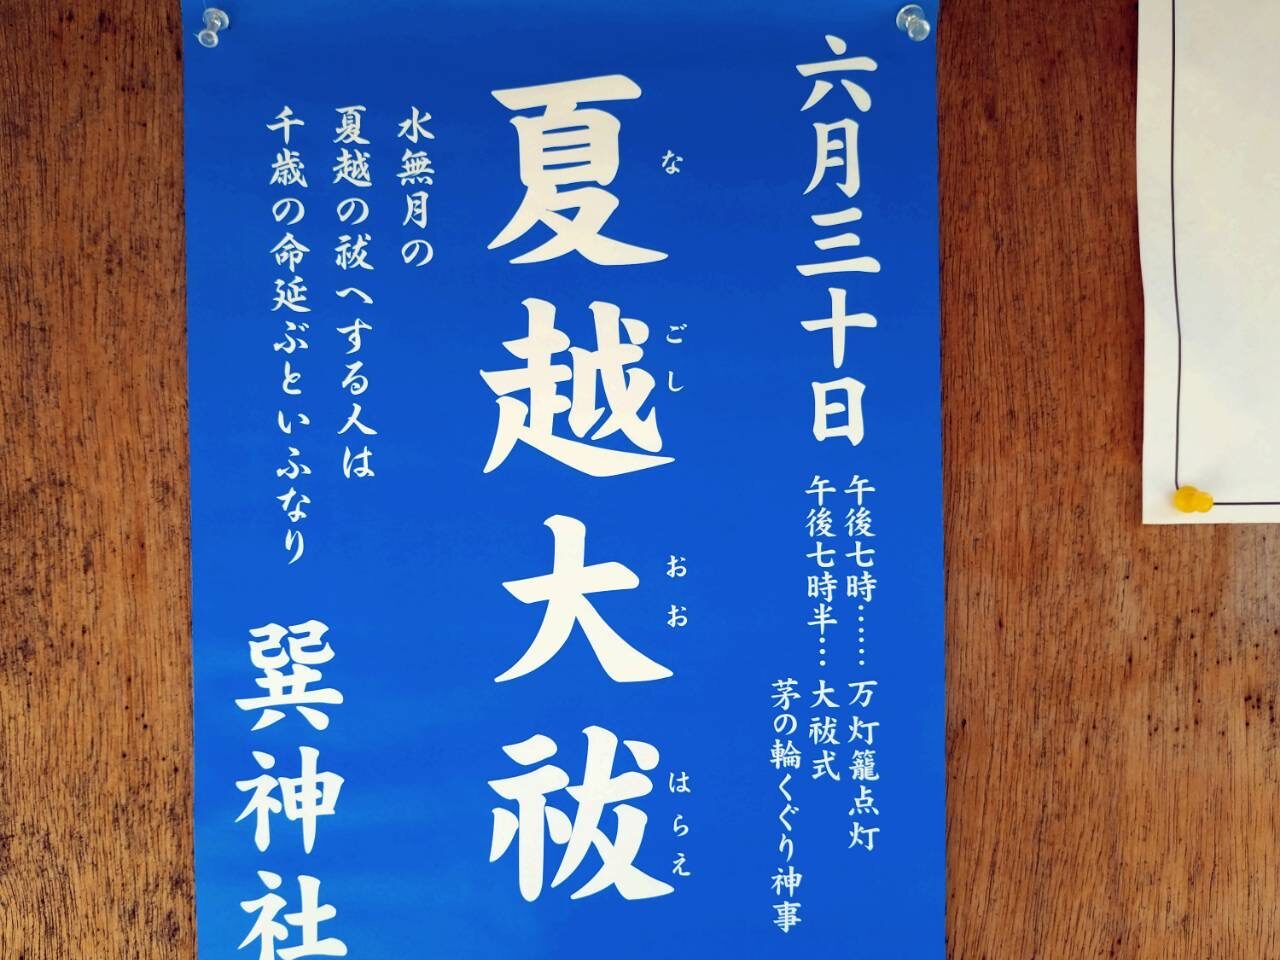 六月三十日
午後七時……万灯籠点灯
午後七時半…大祓式
茅の輪くぐり神事
なごしおおはらえ
夏越大祓
水無月の
夏越の祓へする人は
千歳の命延ぶといふなり
巽神社